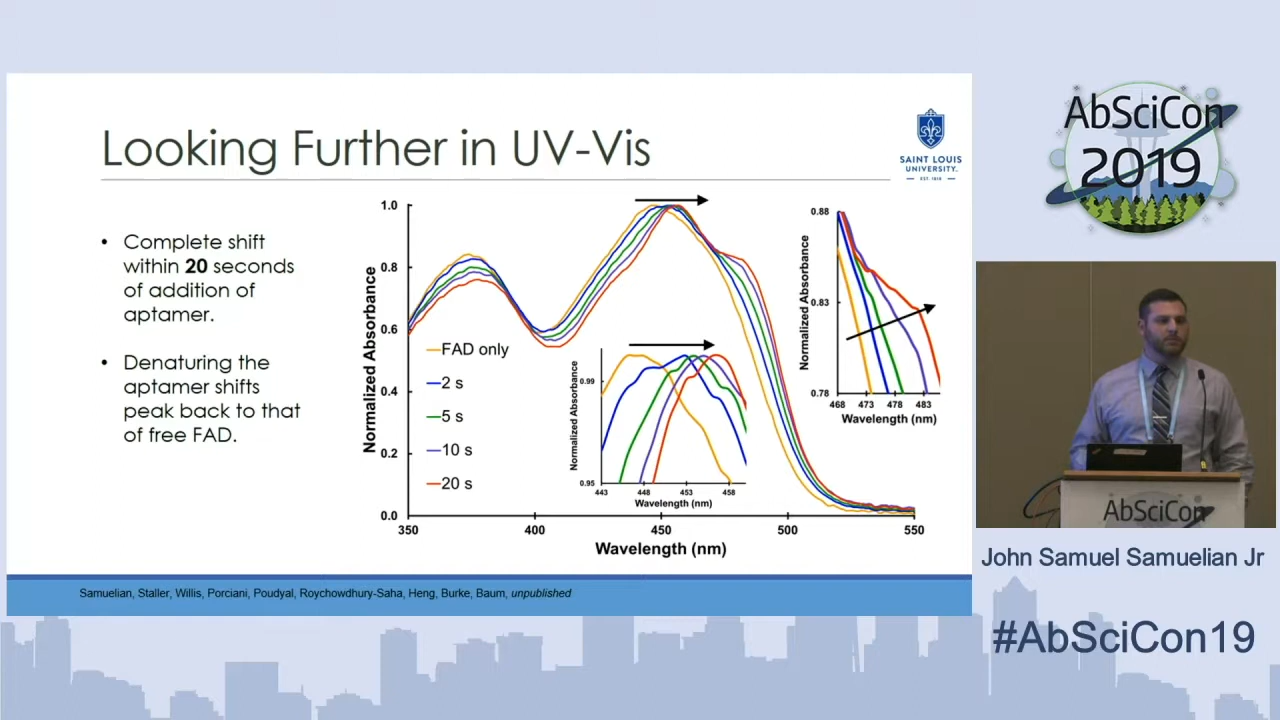 Looking Further in UV-Vis
SAINT LOUIS
UNIVERSITY.
EST. 1818
• Complete shift
within 20 seconds
of addition of
aptamer.
• Denaturing the
aptamer shifts
peak back to that
of free FAD.
Normalized Absorbance
1.0
0.8
0.6
0.4
0.2
0.0
350
400
450
500
550
Wavelength (nm)
FAD only
2 s
5 s
10 s
20 s
Normalized Absorbance
0.99
0.95
443
448
453
458
Wavelength (nm)
Normalized Absorbance
0.88
0.83
0.78
468
473
478
483
Wavelength (nm)
Samuelian, Staller, Willis, Porciani, Poudyal, Roychowdhury-Saha, Heng, Burke, Baum, unpublished
AbSciCon
2019
AbSciCon
John Samuel Samuelian Jr
#AbSciCon19